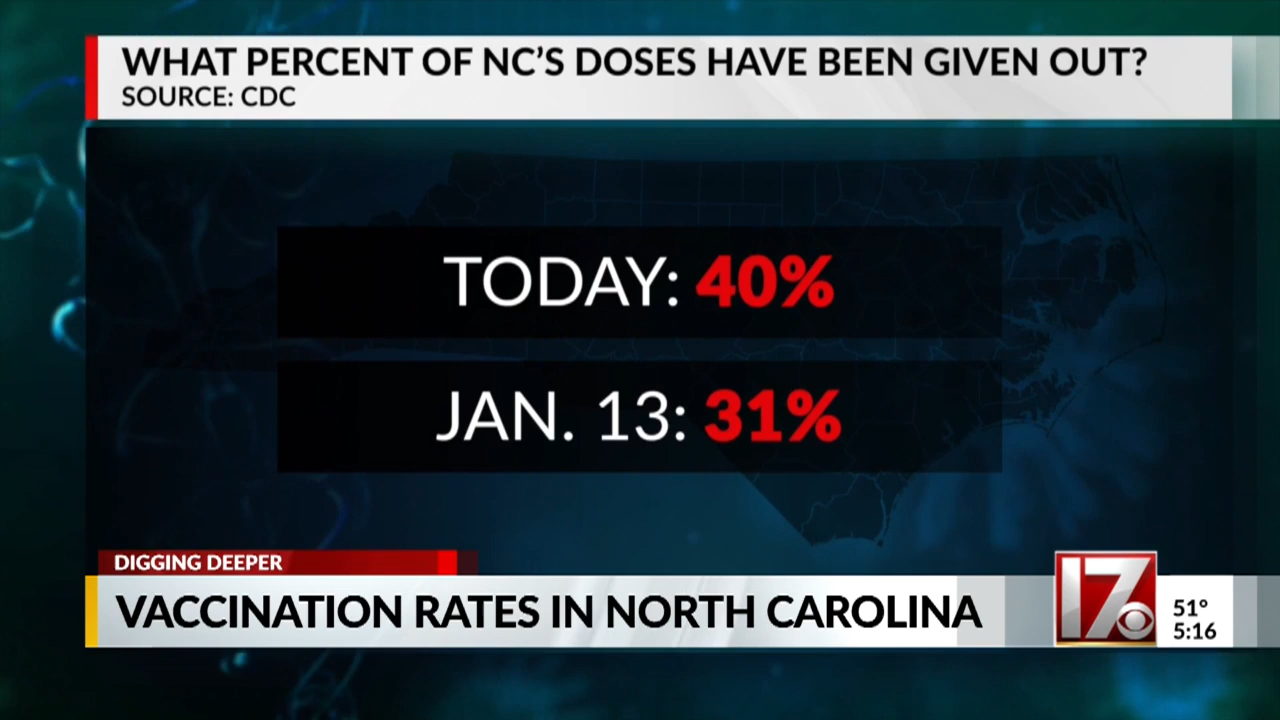 WHAT PERCENT OF NC'S DOSES HAVE BEEN GIVEN OUT?
SOURCE: CDC
TODAY: 40%
JAN. 13: 31%
DIGGING DEEPER
VACCINATION RATES IN NORTH CAROLINA
17
51°
5:16